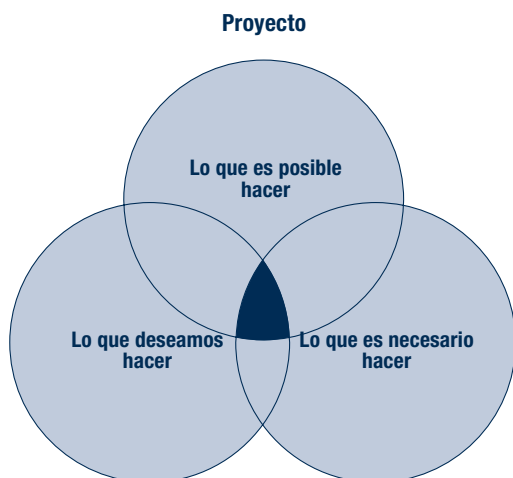 Proyecto
Lo que es posible
hacer
Lo que deseamos
hacer
Lo que es necesario
hacer